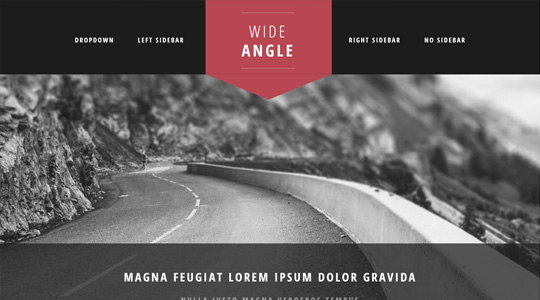 DROPDOWN
LEFT SIDEBAR
WIDE
ANGLE
RIGHT SIDEBAR
NO SIDEBAR
MAGNA FEUGIAT LOREM IPSUM DOLOR GRAVIDA